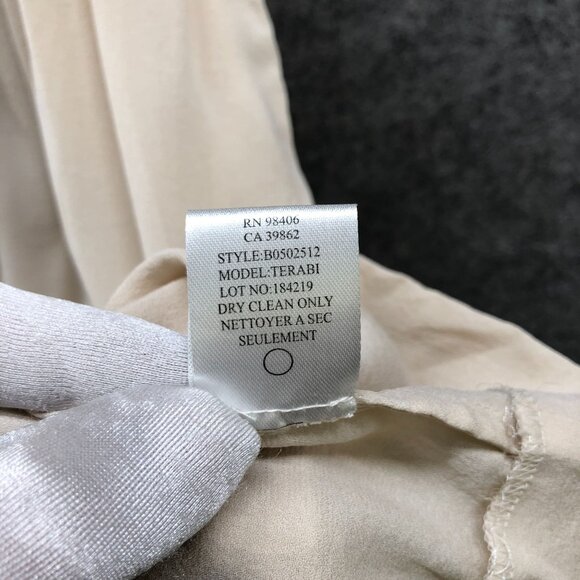 RN 98406
CA 39862
STYLE:B0502512
MODEL:TERABI
LOT NO:184219
DRY CLEAN ONLY
NETTOYER A SEC
SEULEMENT